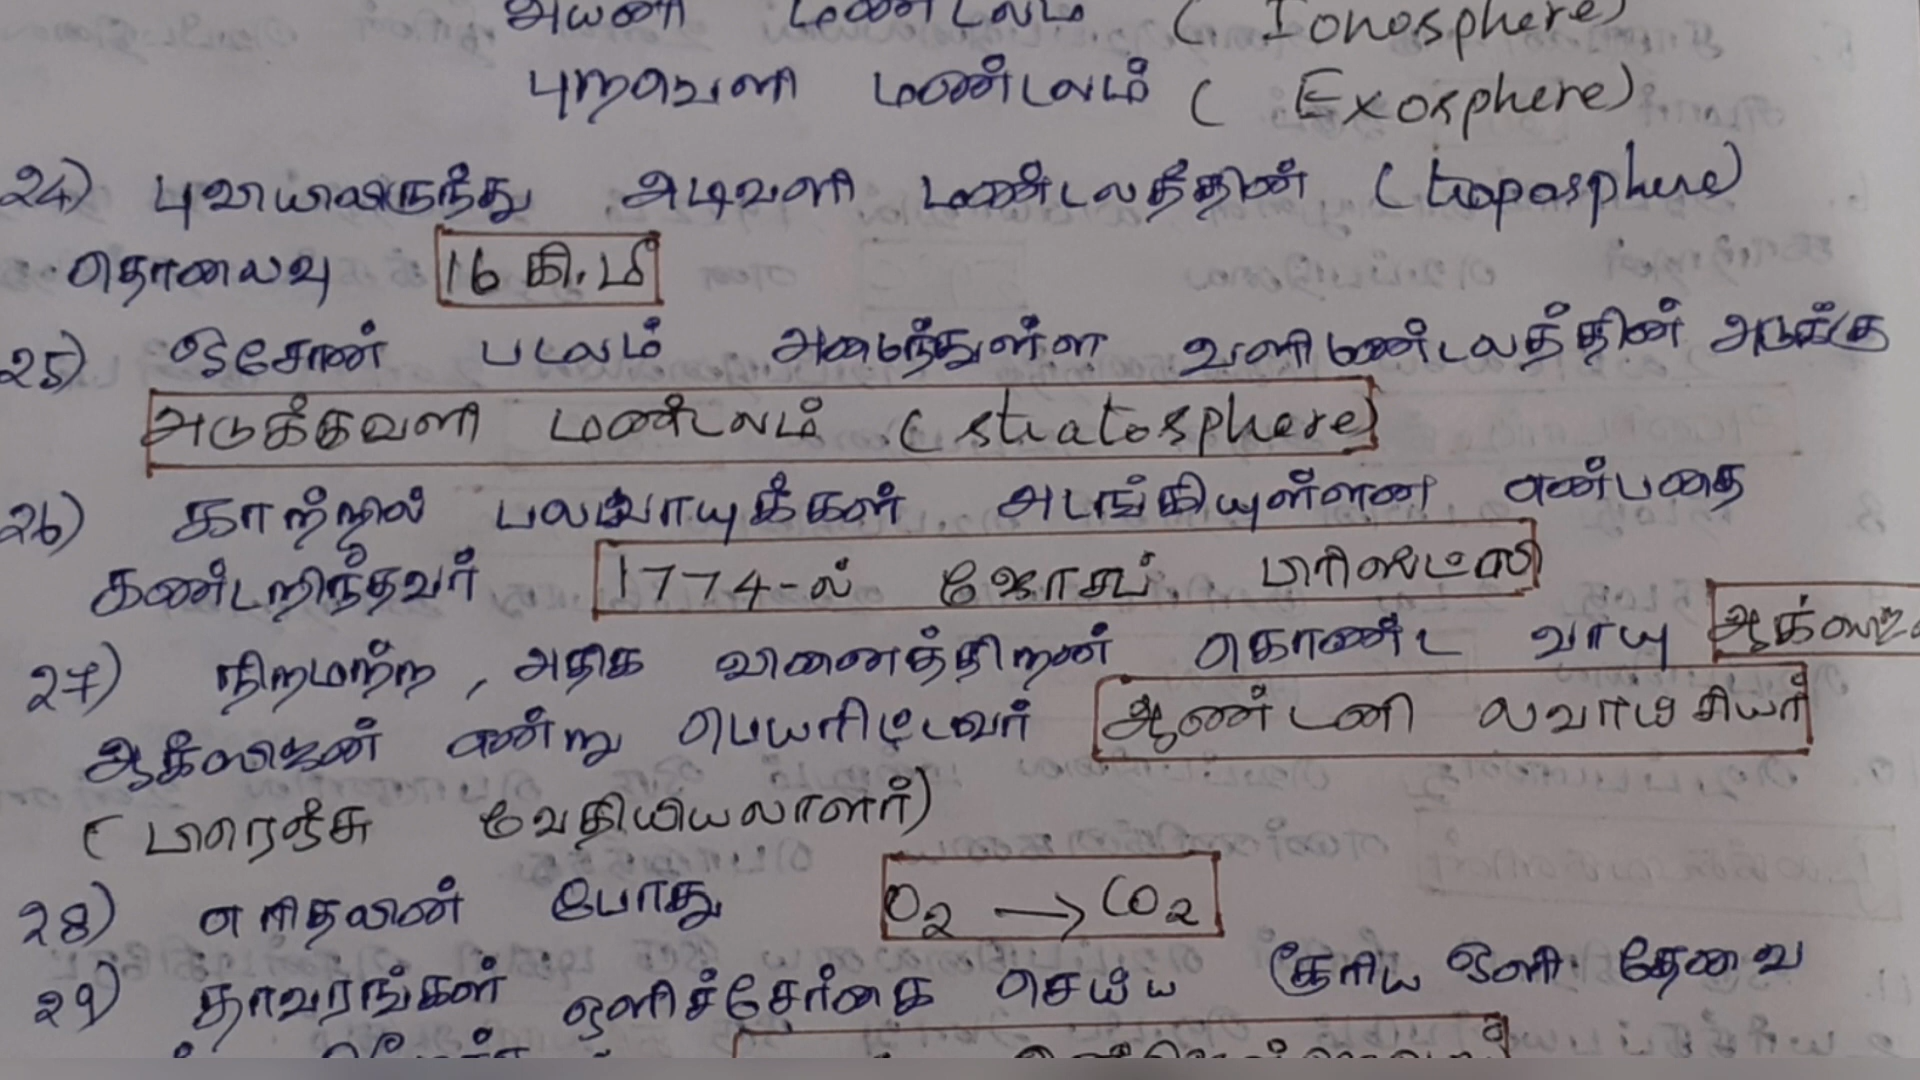 அயனி மண்டலம் ( Ionosphere)
புறவெளி மண்டலம் ( Exosphere)
24) புவியிலிருந்து அடிவளி மண்டலத்தின் (troposphere)
தொலைவு 16 கி.மீ
25) ஓசோன் படலம் அமைந்துள்ள வளிமண்டலத்தின் அடுக்கு
அடுக்கவளி மண்டலம் ( stratosphere)
26) காற்றில் பலவாயுக்கள் அடங்கியுள்ளன என்பதை
கண்டறிந்தவர் 1774-ல் ஜோசப் பிரிஸ்ட்லி
27) நிறமற்ற, அதிக வினைத்திறன் கொண்ட வாயு
ஆக்ஸிஜன் என்று பெயரிட்டவர் ஆண்டனி லவாய்சியர்
(பிரெஞ்சு வேதியியலாளர்)
28) எரிதலின் போது O2 → CO2
29) தாவரங்கள் ஒளிச்சேர்கை செய்ய சூரிய ஒளி தேவை